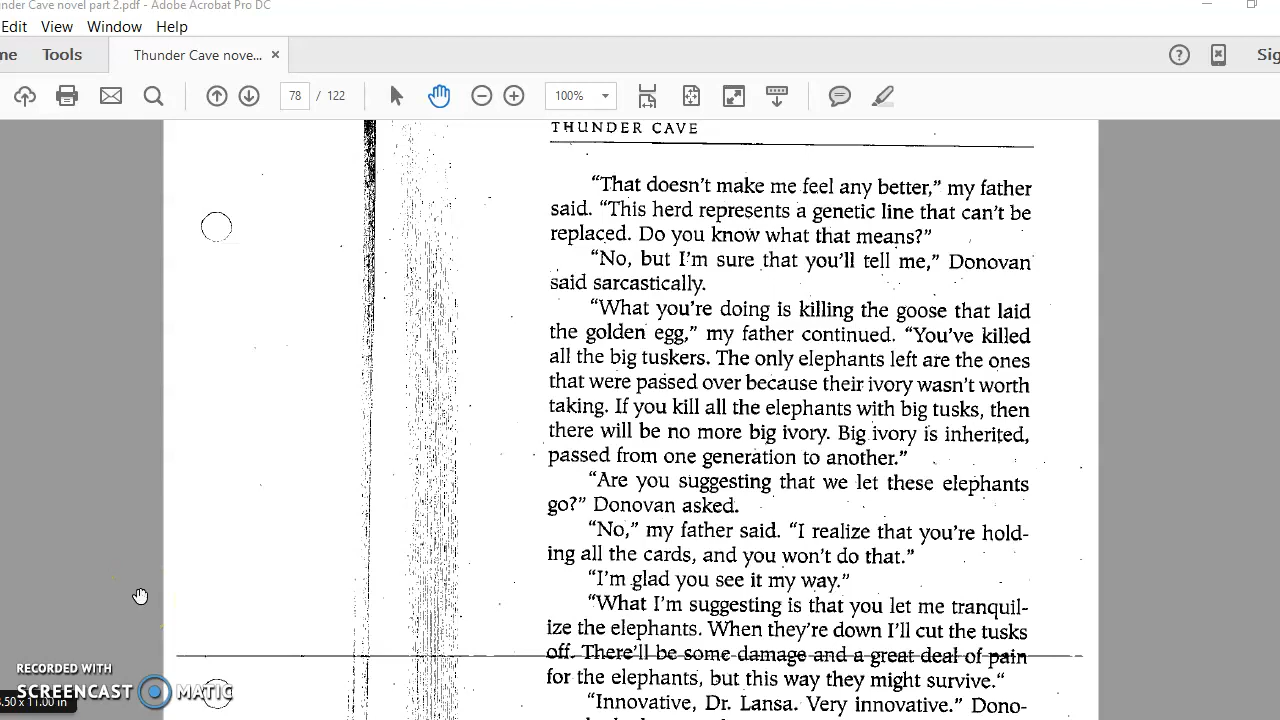 nder Cave novel part 2.pdf - Adobe Acrobat Pro DC
Edit View Window Help
me Tools Thunder Cave nove... × ? Sig
78 / 122 100%
THUNDER CAVE
“That doesn’t make me feel any better,” my father
said. “This herd represents a genetic line that can’t be
replaced. Do you know what that means?”
“No, but I’m sure that you’ll tell me,” Donovan
said sarcastically.
“What you’re doing is killing the goose that laid
the golden egg,” my father continued. “You’ve killed
all the big tuskers. The only elephants left are the ones
that were passed over because their ivory wasn’t worth
taking. If you kill all the elephants with big tusks, then
there will be no more big ivory. Big ivory is inherited,
passed from one generation to another.”
“Are you suggesting that we let these elephants
go?” Donovan asked.
“No,” my father said. “I realize that you’re hold-
ing all the cards, and you won’t do that.”
“I’m glad you see it my way.”
“What I’m suggesting is that you let me tranquil-
ize the elephants. When they’re down I’ll cut the tusks
off. There’ll be some damage and a great deal of pain
for the elephants, but this way they might survive.“
“Innovative, Dr. Lansa. Very innovative.” Dono-
RECORDED WITH
SCREENCAST MATIC
8.50 x 11.00 in